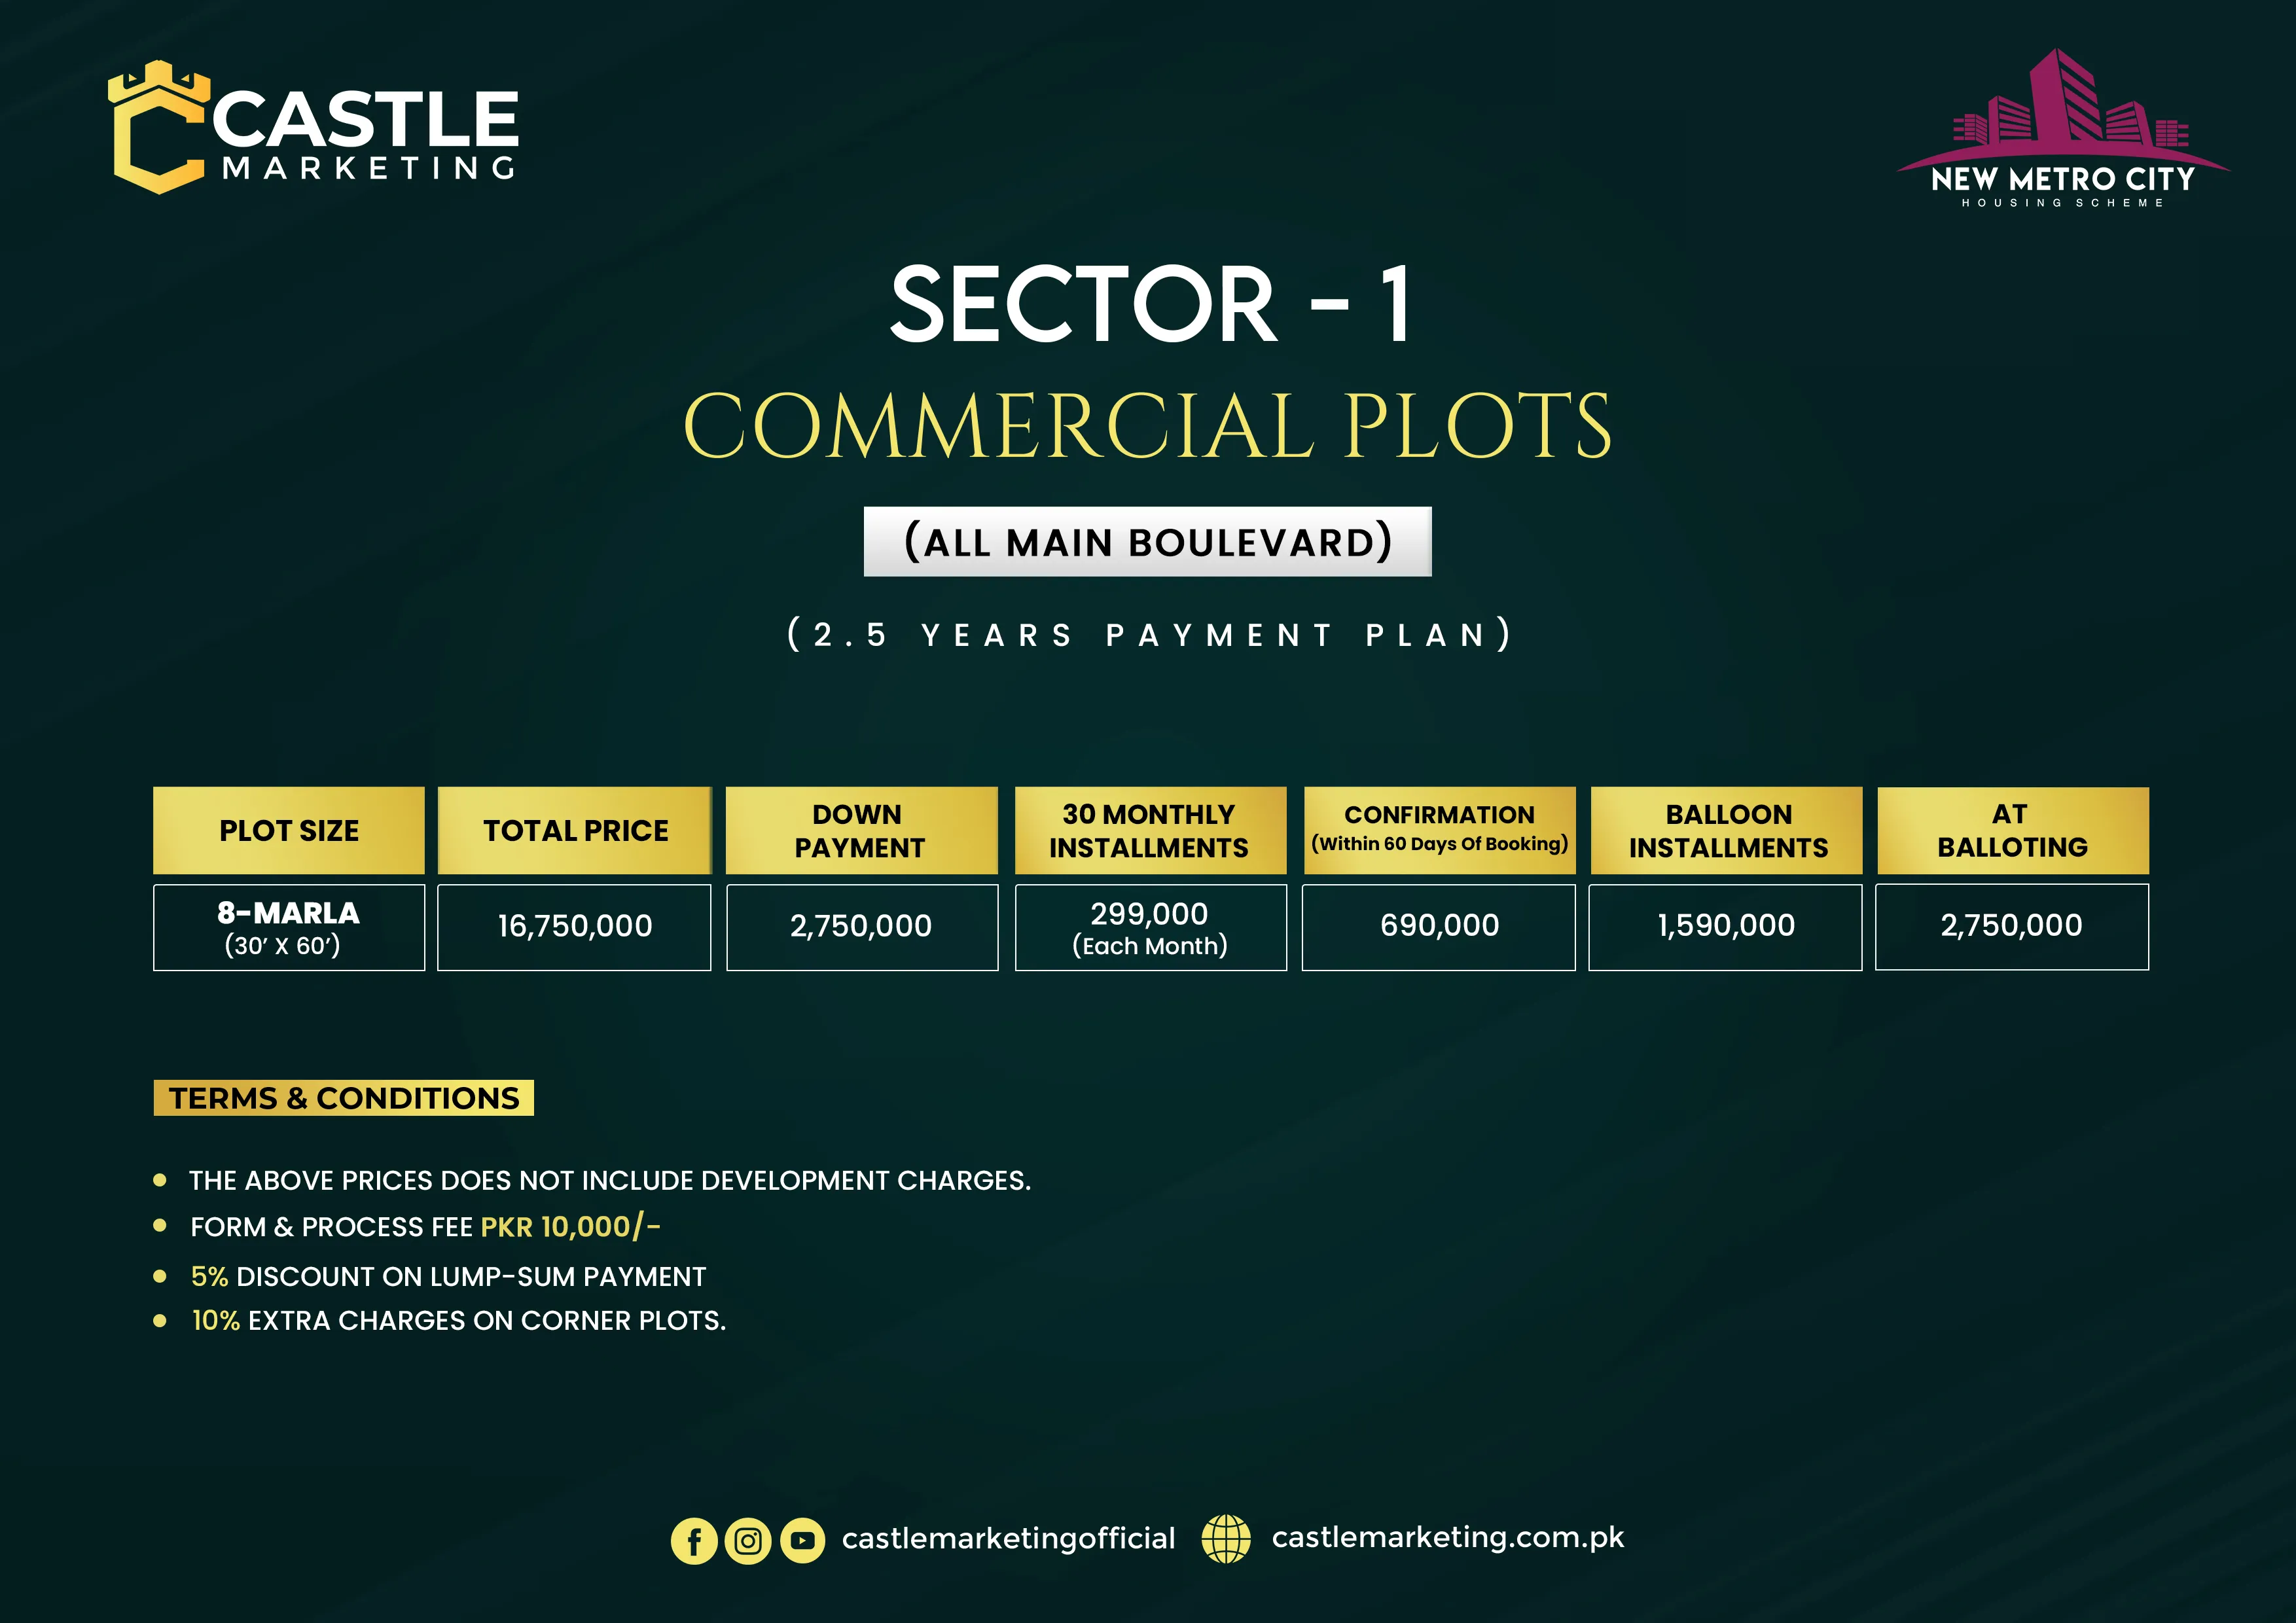 CASTLE
MARKETING
NEW METRO CITY
HOUSING SCHEME
SECTOR - 1
COMMERCIAL PLOTS
(ALL MAIN BOULEVARD)
(2.5 YEARS PAYMENT PLAN)
PLOT SIZE
TOTAL PRICE
DOWN
PAYMENT
30 MONTHLY
INSTALLMENTS
CONFIRMATION
(Within 60 Days Of Booking)
BALLOON
INSTALLMENTS
AT
BALLOTING
8-MARLA
(30' X 60')
16,750,000
2,750,000
299,000
(Each Month)
690,000
1,590,000
2,750,000
TERMS & CONDITIONS
THE ABOVE PRICES DOES NOT INCLUDE DEVELOPMENT CHARGES.
FORM & PROCESS FEE PKR 10,000/-
5% DISCOUNT ON LUMP-SUM PAYMENT
10% EXTRA CHARGES ON CORNER PLOTS.
castlemarketingofficial
castlemarketing.com.pk